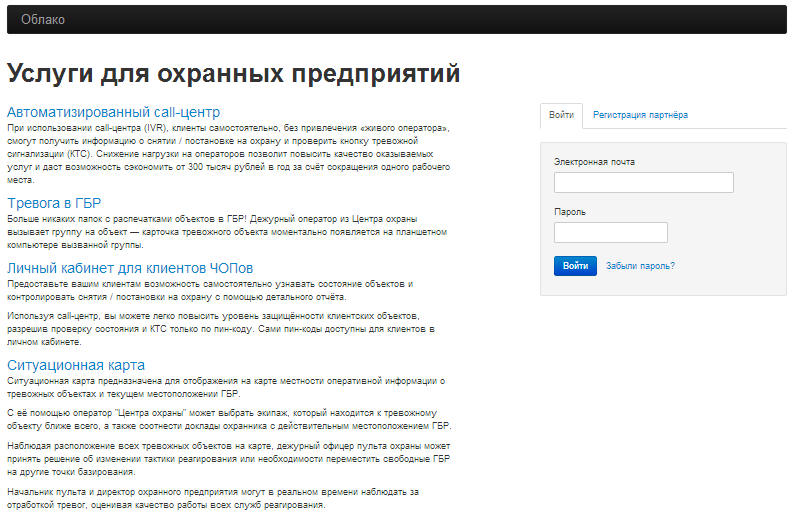 Облако
Услуги для охранных предприятий
Автоматизированный call-центр
При использовании call-центра (IVR), клиенты самостоятельно, без привлечения «живого оператора»,
смогут получить информацию о снятии / постановке на охрану и проверить кнопку тревожной
сигнализации (КТС). Снижение нагрузки на операторов позволит повысить качество оказываемых
услуг и даст возможность сэкономить от 300 тысяч рублей в год за счёт сокращения одного рабочего
места.
Тревога в ГБР
Больше никаких папок с распечатками объектов в ГБР! Дежурный оператор из Центра охраны
вызывает группу на объект — карточка тревожного объекта моментально появляется на планшетном
компьютере вызванной группы.
Личный кабинет для клиентов ЧОПов
Предоставьте вашим клиентам возможность самостоятельно узнавать состояние объектов и
контролировать снятия / постановки на охрану с помощью детального отчёта.
Используя call-центр, вы можете легко повысить уровень защищённости клиентских объектов,
разрешив проверку состояния и КТС только по пин-коду. Сами пин-коды доступны для клиентов в
личном кабинете.
Ситуационная карта
Ситуационная карта предназначена для отображения на карте местности оперативной информации о
тревожных объектах и текущем местоположении ГБР.
С её помощью оператор "Центра охраны" может выбрать экипаж, который находится к тревожному
объекту ближе всего, а также соотнести доклады охранника с действительным местоположением ГБР.
Наблюдая расположение всех тревожных объектов на карте, дежурный офицер пульта охраны может
принять решение об изменении тактики реагирования или необходимости переместить свободные ГБР
на другие точки базирования.
Начальник пульта и директор охранного предприятия могут в реальном времени наблюдать за
отработкой тревог, оценивая качество работы всех служб реагирования.
Войти
Регистрация партнёра
Электронная почта
Пароль
Войти
Забыли пароль?